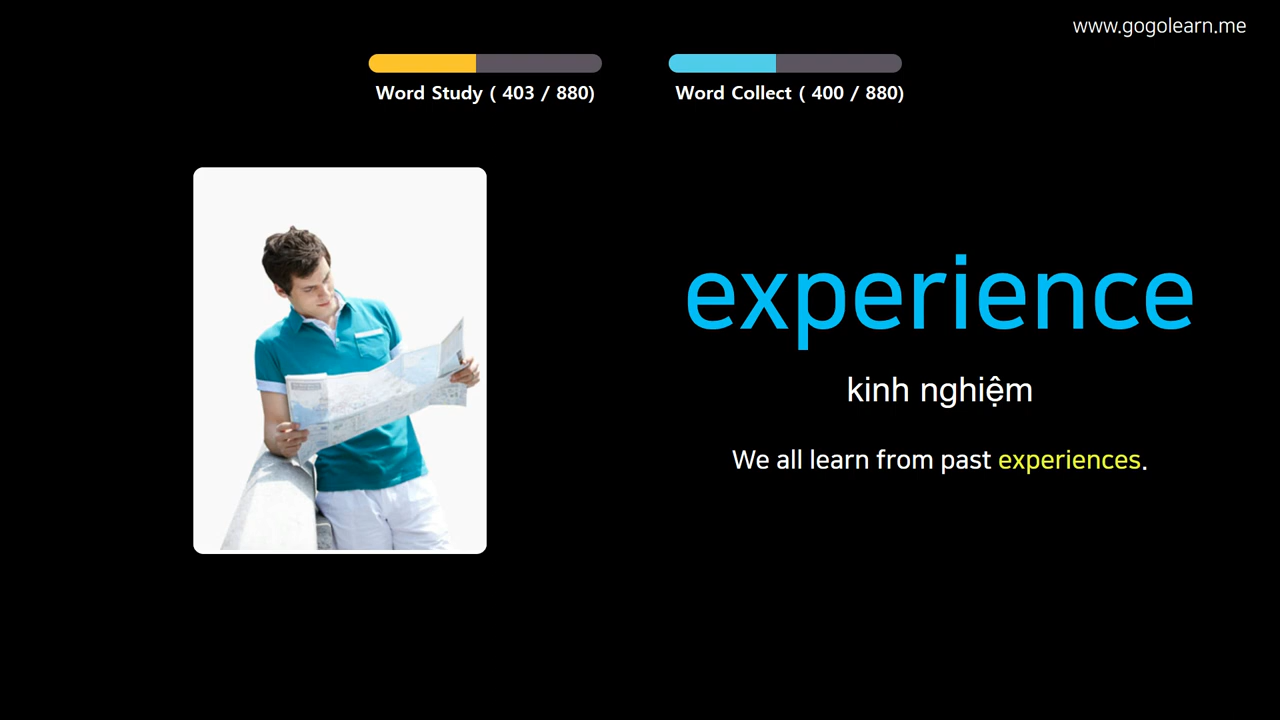 www.gogolearn.me
Word Study ( 403 / 880)
Word Collect ( 400 / 880)
experience
kinh nghiệm
We all learn from past experiences.